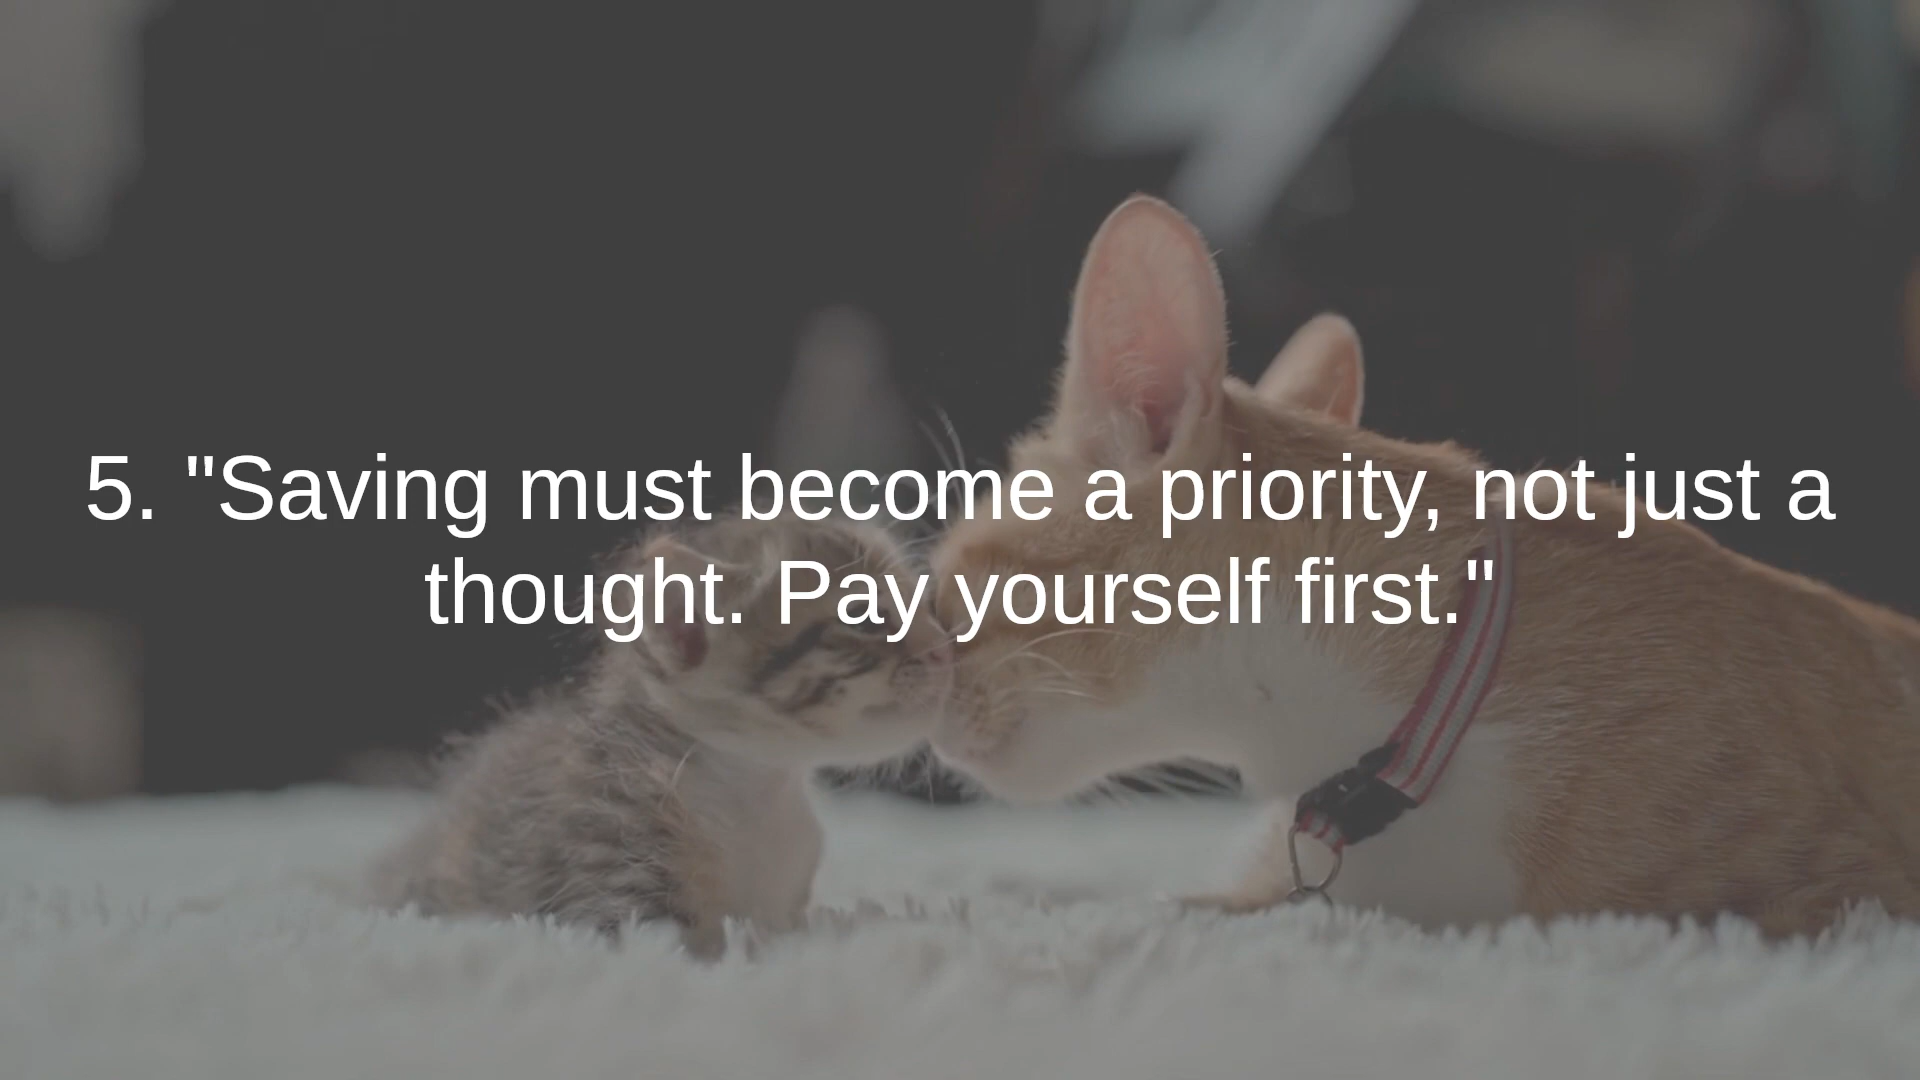 5. "Saving must become a priority, not just a
thought. Pay yourself first."